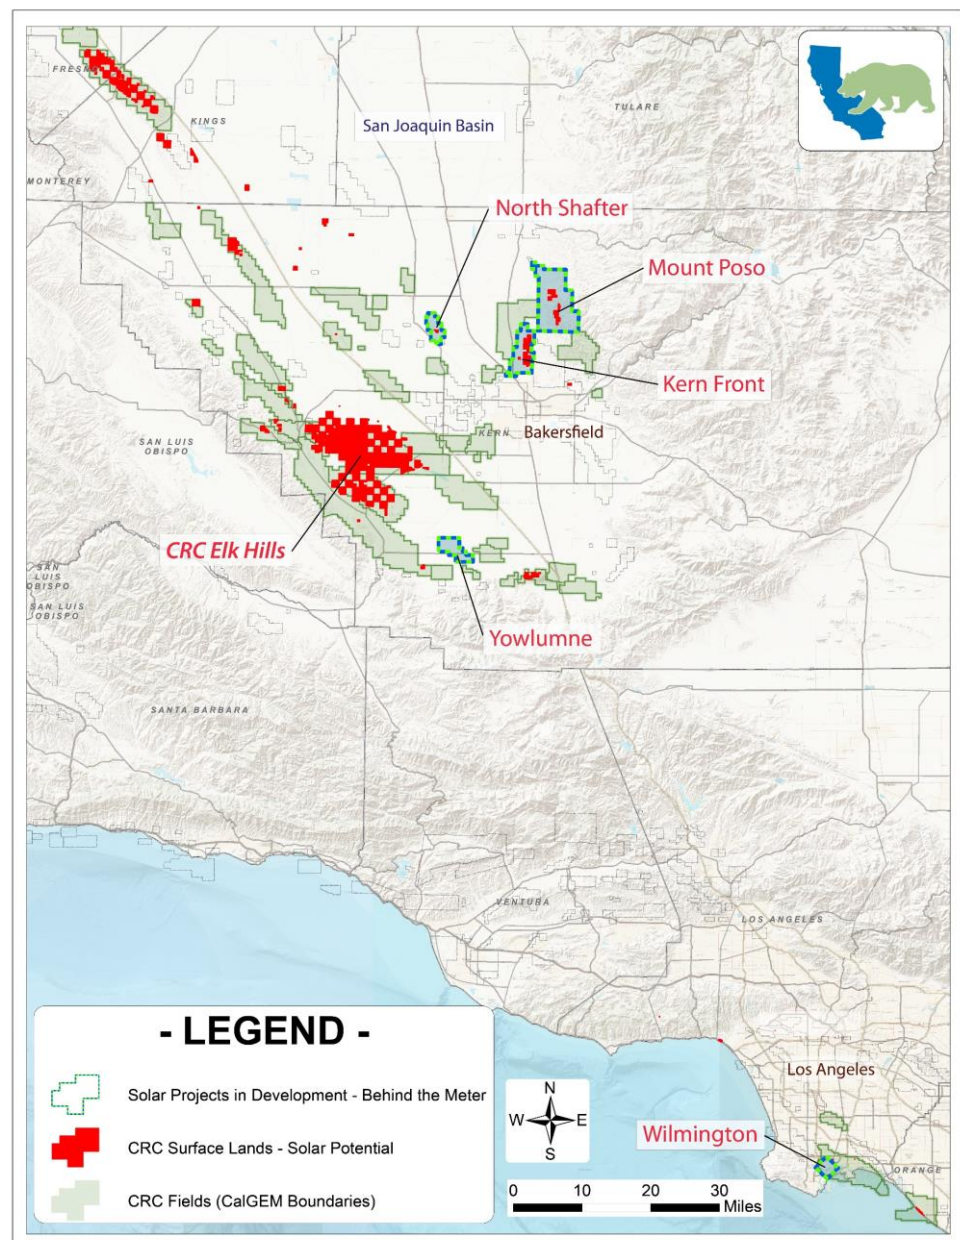 FRESNO
KINGS
San Joaquin Basin
TULARE
MONTEREY
North Shafter
Mount Poso
Kern Front
SAN LUIS
OBISPO
KERN
Bakersfield
CRC Elk Hills
SAN
LUIS
OBISPO
SAN LUIS
OBISPO
Yowlumne
SANTA BARBARA
VENTURA
LOS ANGELES
- LEGEND -
Solar Projects in Development - Behind the Meter
CRC Surface Lands - Solar Potential
CRC Fields (CalGEM Boundaries)
N
W
E
S
0 10 20 30
Miles
Los Angeles
Wilmington
ORANGE